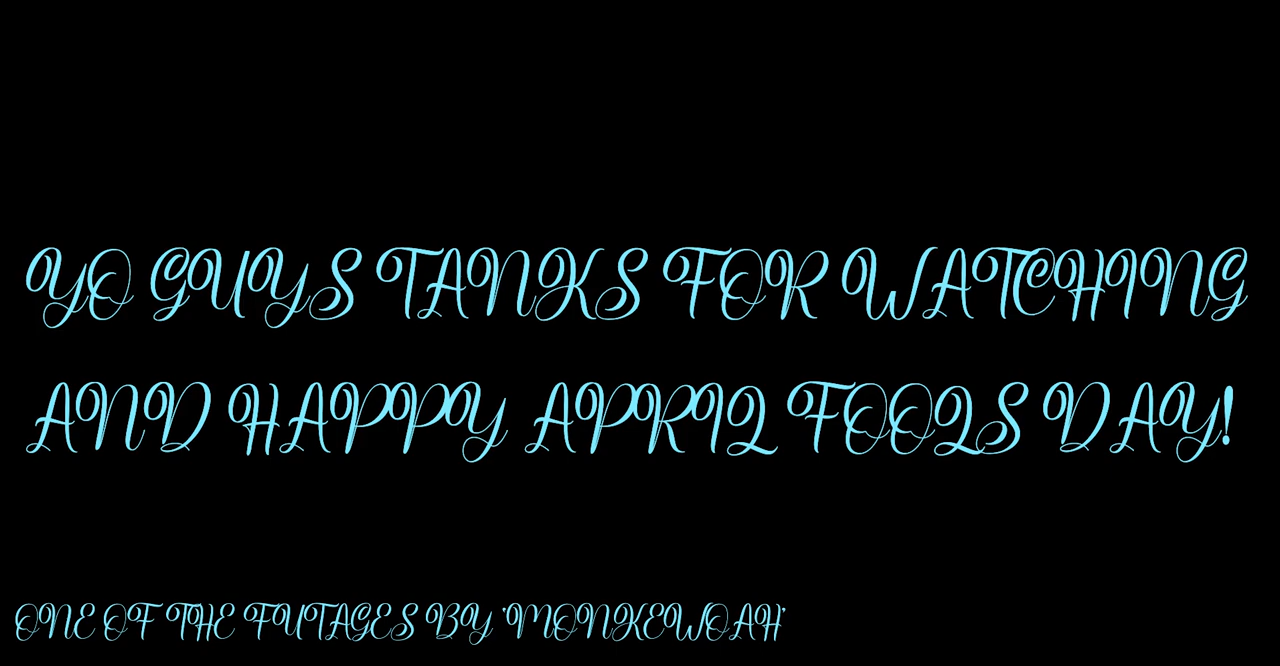 YO GUYS TANKS FOR WATCHING
AND HAPPY APRIL FOOLS DAY!
ONE OF THE FUTAGES BY "MONKEWOAH"